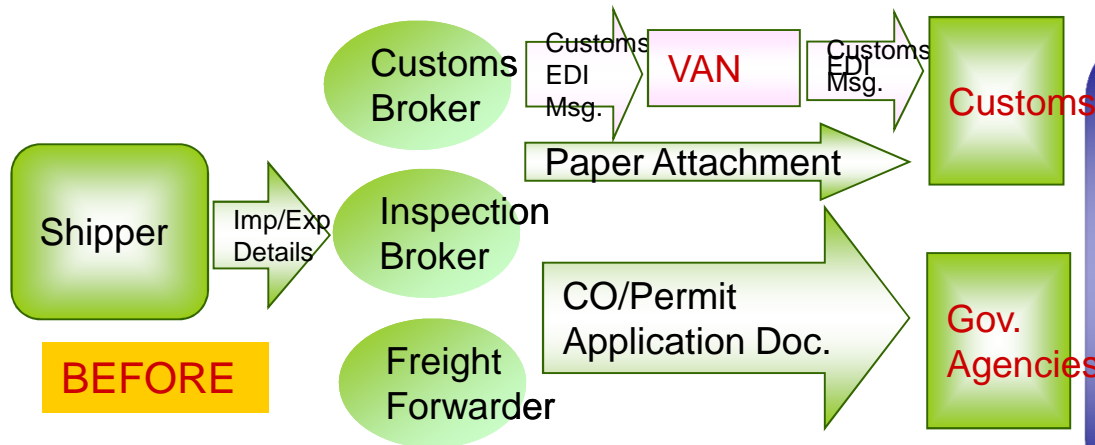 Customs
Broker
Customs
EDI
Msg.
VAN
Customs
EDI
Msg.
Customs
Paper Attachment
Shipper
Imp/Exp
Details
Inspection
Broker
CO/Permit
Application Doc.
Gov.
Agencies
BEFORE
Freight
Forwarder